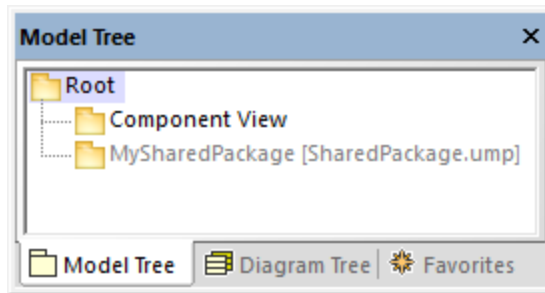 Model Tree
Root
Component View
MySharedPackage [SharedPackage.ump]
Model Tree Diagram Tree Favorites